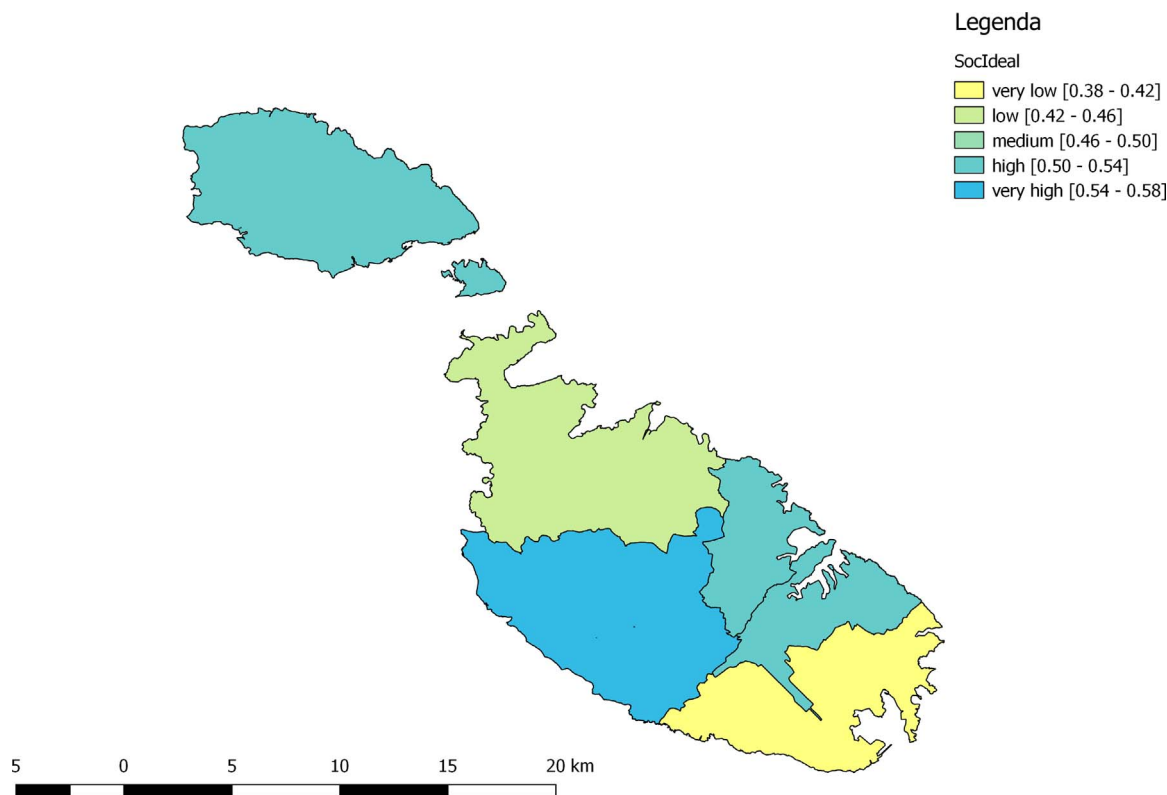 Legenda
SocIdeal
very low [0.38 - 0.42]
low [0.42 - 0.46]
medium [0.46 - 0.50]
high [0.50 - 0.54]
very high [0.54 - 0.58]
5 0 5 10 15 20 km